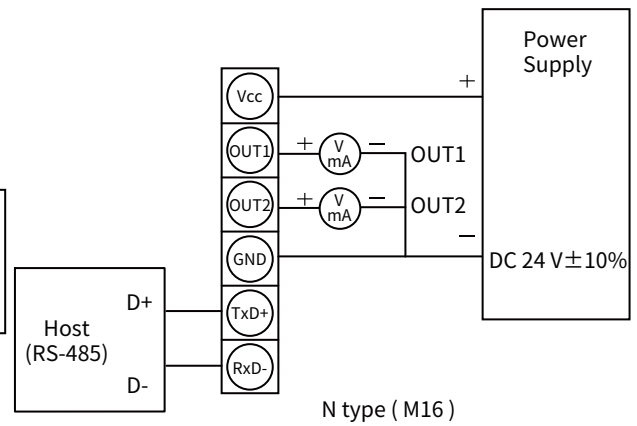 Power
Supply
+
Vcc
OUT1
+
V
mA
−
OUT1
OUT2
+
V
mA
−
OUT2
−
GND
DC 24 V±10%
D+
TxD+
Host
(RS-485)
RxD-
D-
N type ( M16 )